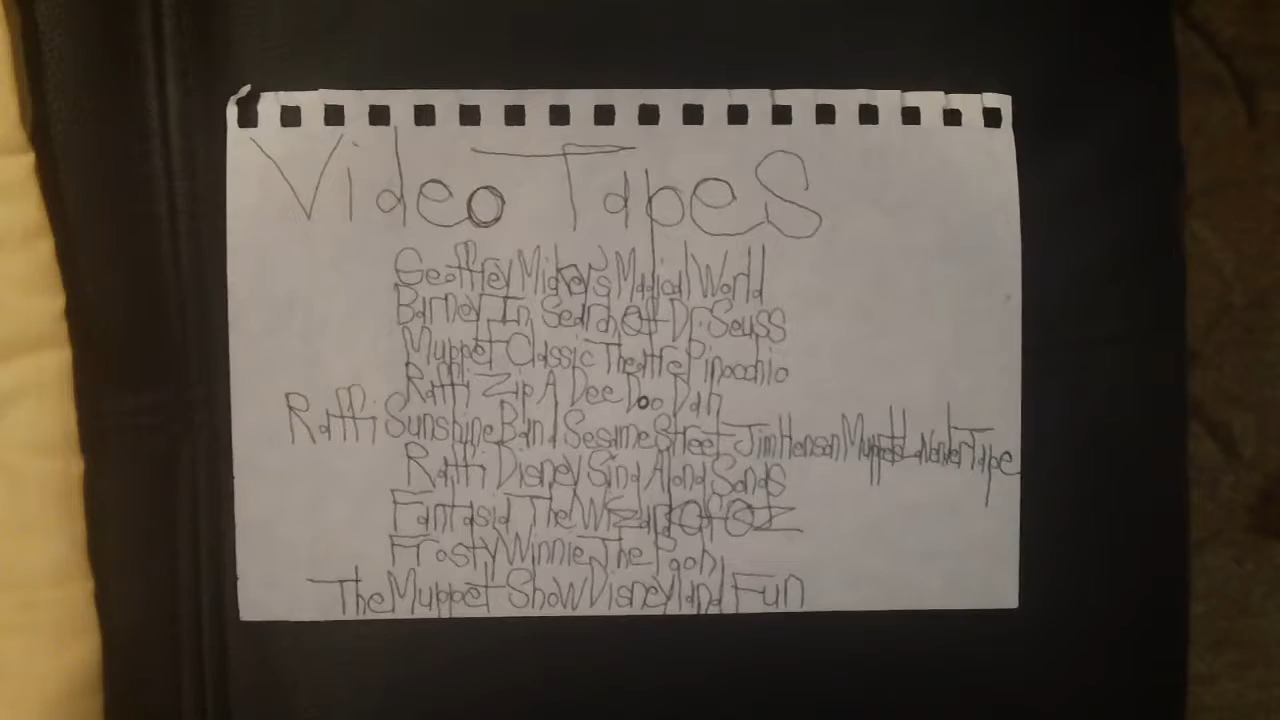 Video Tapes
Geoffrey Mickey's Magical World
Barney In Search Of Dr. Seuss
Muppet Classic Theatre Pinocchio
Raffi Zip A Dee Doo Dah
Raffi Sunshine Band Sesame Street Jim Henson Muppets Lavender Tape
Raffi Disney Sing Along Songs
Fantasia The Wizard Of Oz
Frosty Winnie The Pooh
The Muppet Show Disneyland Fun